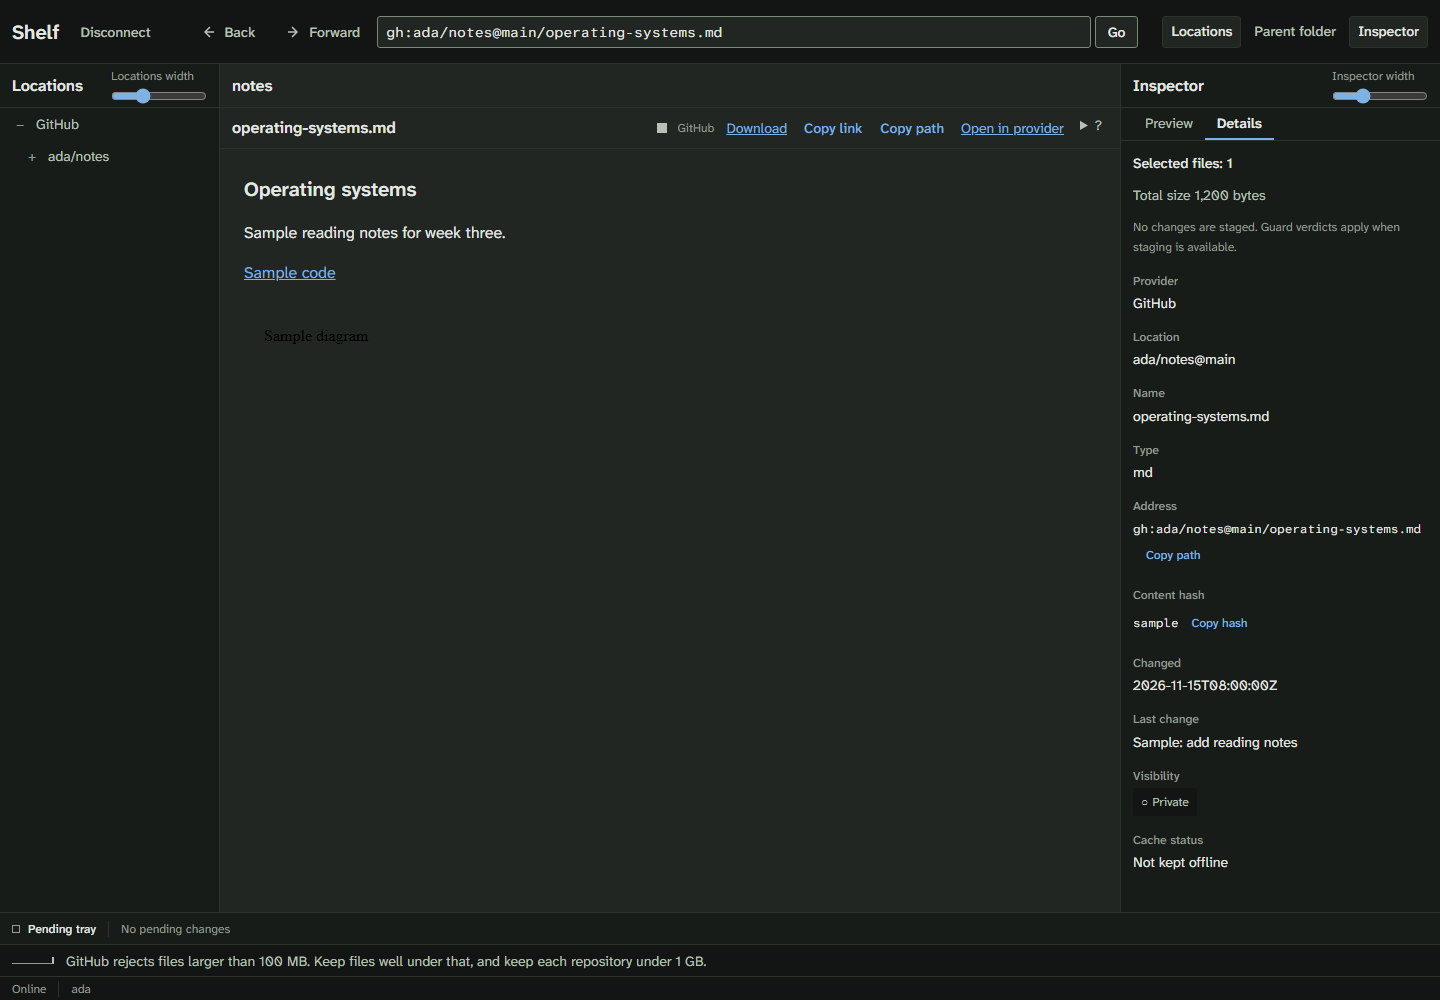 Shelf
Disconnect
Back
Forward
gh:ada/notes@main/operating-systems.md
Go
Locations
Parent folder
Inspector
Locations
Locations width
GitHub
ada/notes
notes
operating-systems.md
GitHub
Download
Copy link
Copy path
Open in provider
?
Operating systems
Sample reading notes for week three.
Sample code
Sample diagram
Inspector
Inspector width
Preview
Details
Selected files: 1
Total size 1,200 bytes
No changes are staged. Guard verdicts apply when
staging is available.
Provider
GitHub
Location
ada/notes@main
Name
operating-systems.md
Type
md
Address
gh:ada/notes@main/operating-systems.md
Copy path
Content hash
sample Copy hash
Changed
2026-11-15T08:00:00Z
Last change
Sample: add reading notes
Visibility
Private
Cache status
Not kept offline
Pending tray
No pending changes
GitHub rejects files larger than 100 MB. Keep files well under that, and keep each repository under 1 GB.
Online
ada